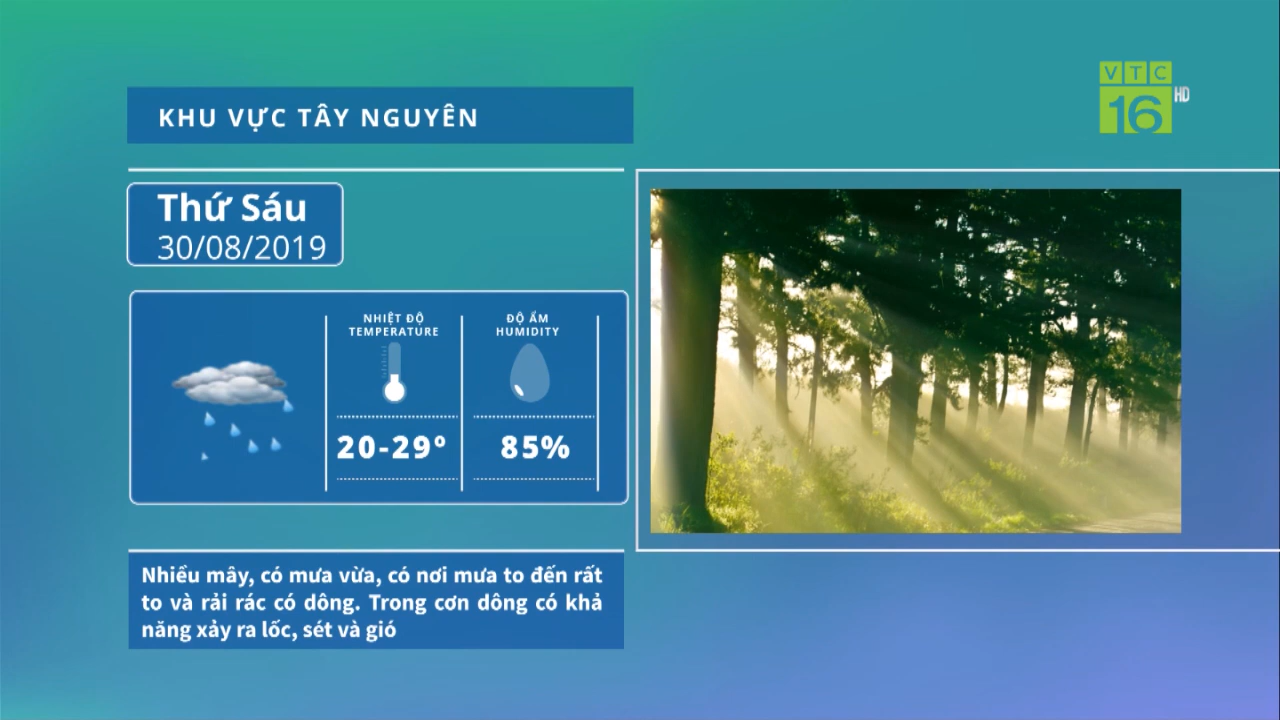 KHU VỰC TÂY NGUYÊN
VTC
16 HD
Thứ Sáu
30/08/2019
NHIỆT ĐỘ
TEMPERATURE
20-29º
ĐỘ ẨM
HUMIDITY
85%
Nhiều mây, có mưa vừa, có nơi mưa to đến rất
to và rải rác có dông. Trong cơn dông có khả
năng xảy ra lốc, sét và gió